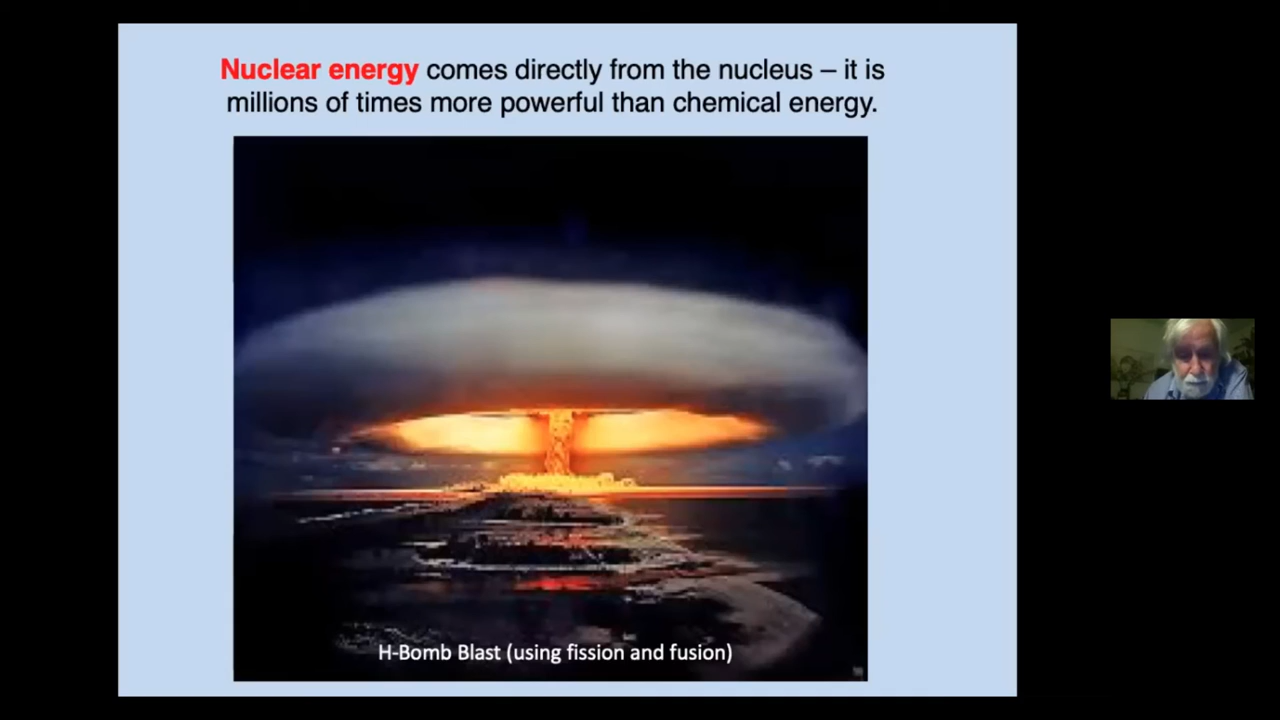 Nuclear energy comes directly from the nucleus – it is
millions of times more powerful than chemical energy.
H-Bomb Blast (using fission and fusion)